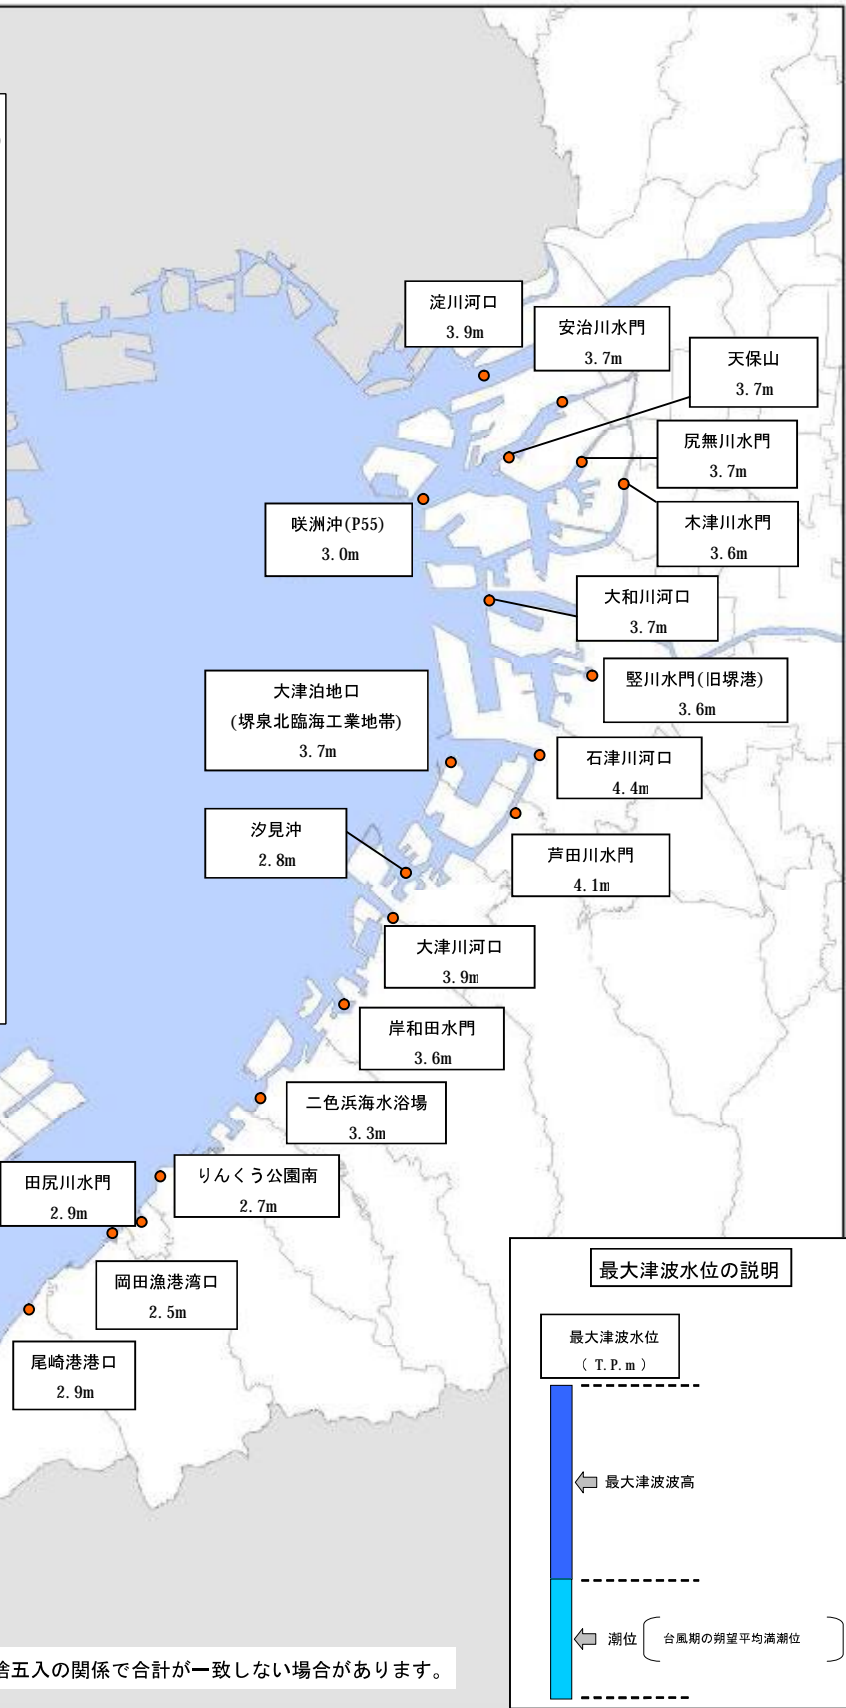 淀川河口
3.9m
安治川水門
3.7m
天保山
3.7m
尻無川水門
3.7m
木津川水門
3.6m
咲洲沖(P55)
3.0m
大和川河口
3.7m
竪川水門(旧堺港)
3.6m
大津泊地口
(堺泉北臨海工業地帯)
3.7m
石津川河口
4.4m
汐見沖
2.8m
芦田川水門
4.1m
大津川河口
3.9m
岸和田水門
3.6m
二色浜海水浴場
3.3m
りんくう公園南
2.7m
田尻川水門
2.9m
岡田漁港湾口
2.5m
尾崎港港口
2.9m
最大津波水位の説明
最大津波水位
( T.P.m )
最大津波波高
潮位 台風期の朔望平均満潮位
捨五入の関係で合計が一致しない場合があります。